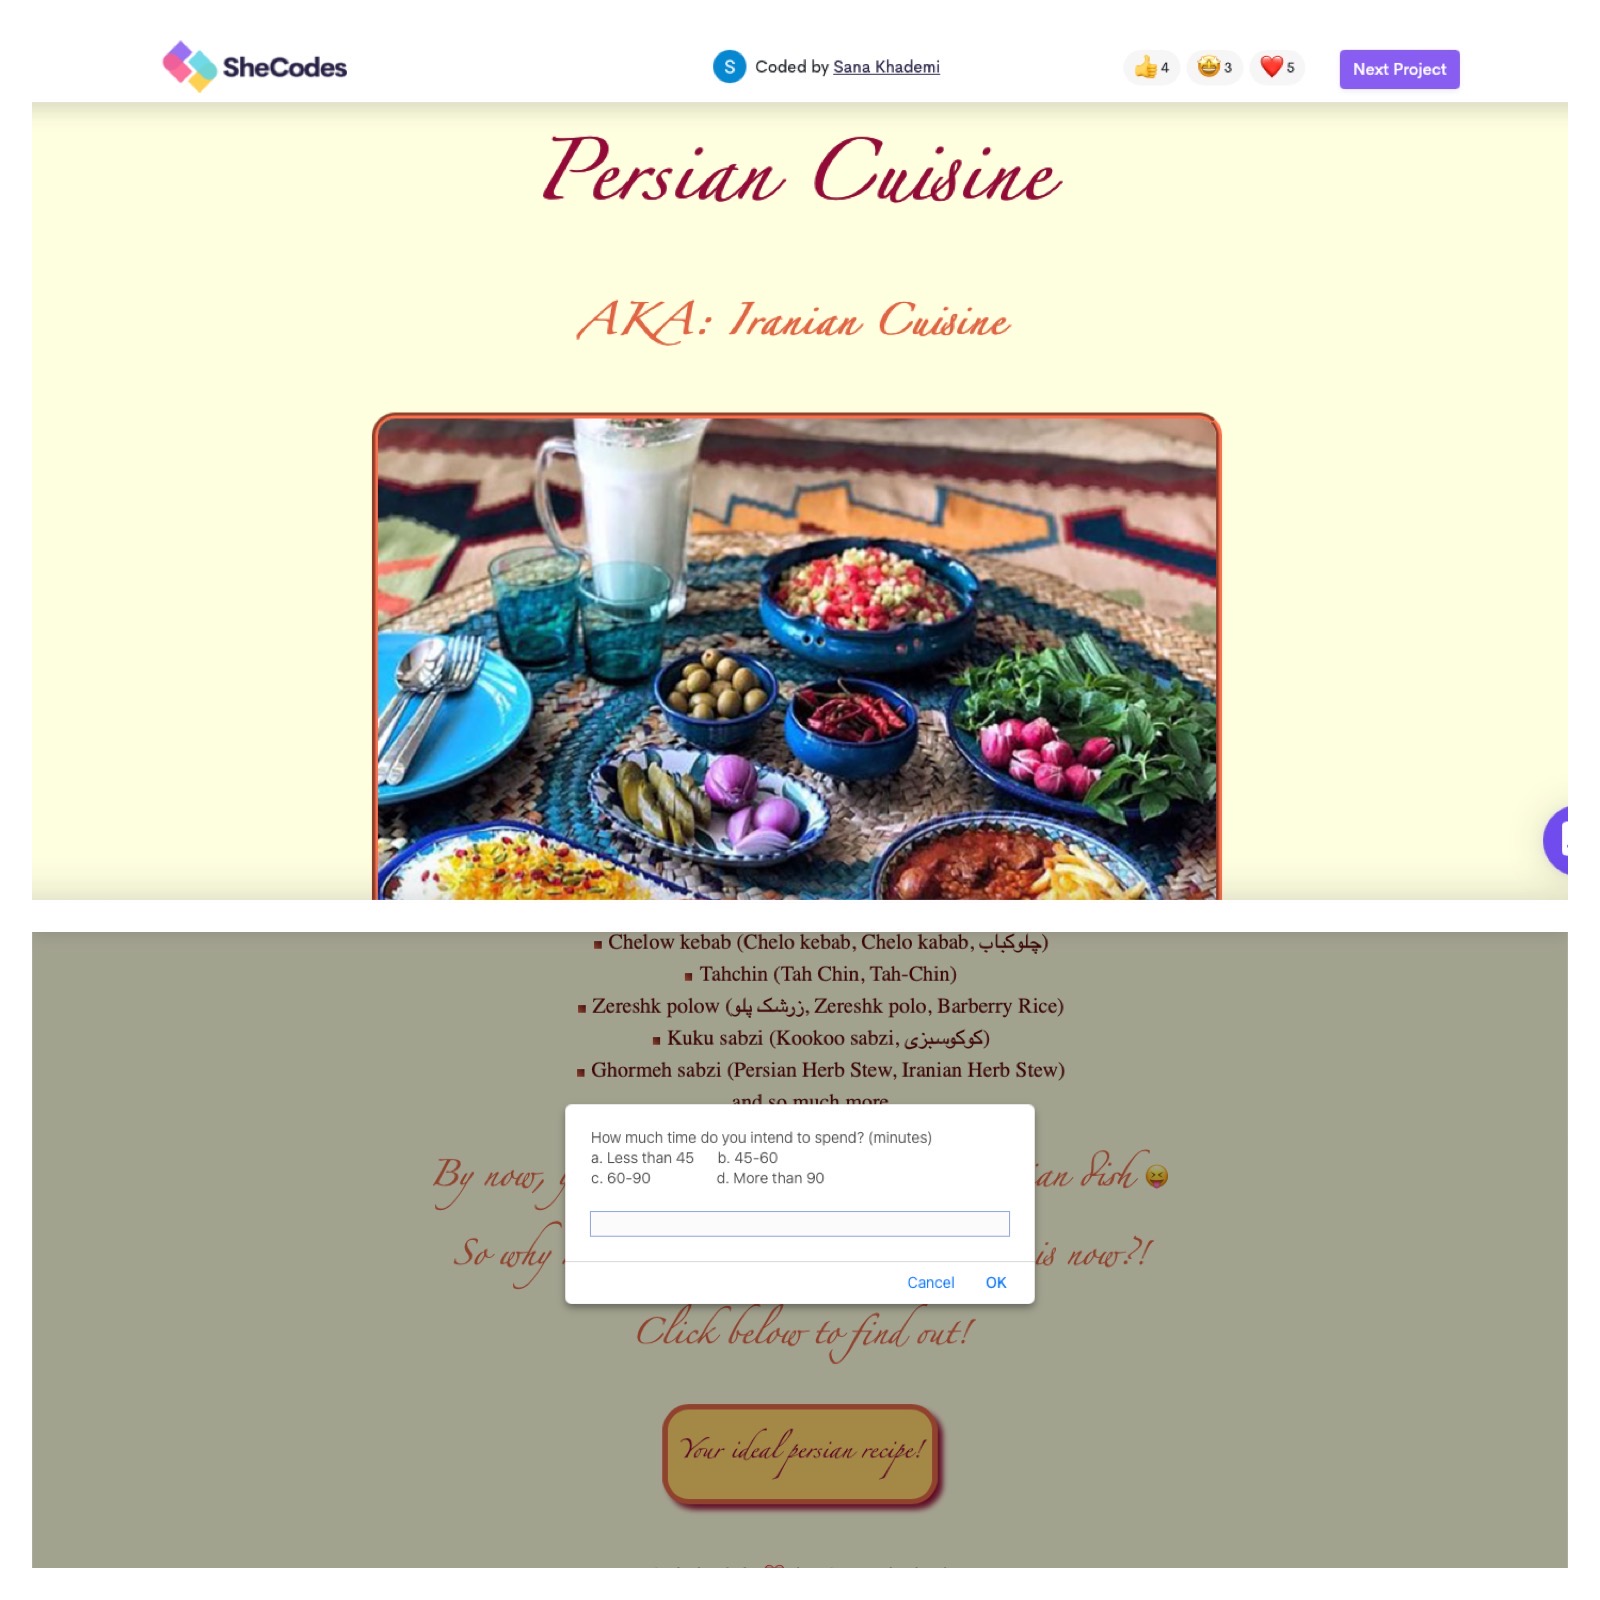 SheCodes
S Coded by Sana Khademi
👍4 🤩3 ❤️5
Next Project
Persian Cuisine
AKA: Iranian Cuisine
▪ Chelow kebab (Chelo kebab, Chelo kabab, چلوکباب)
▪ Tahchin (Tah Chin, Tah-Chin)
▪ Zereshk polow (زرشک پلو, Zereshk polo, Barberry Rice)
▪ Kuku sabzi (Kookoo sabzi, کوکوسبزی)
▪ Ghormeh sabzi (Persian Herb Stew, Iranian Herb Stew)
and so much more
How much time do you intend to spend? (minutes)
a. Less than 45 b. 45-60
c. 60-90 d. More than 90
Cancel OK
By now, dish 😝
So why is now?!
Click below to find out!
Your ideal persian recipe!